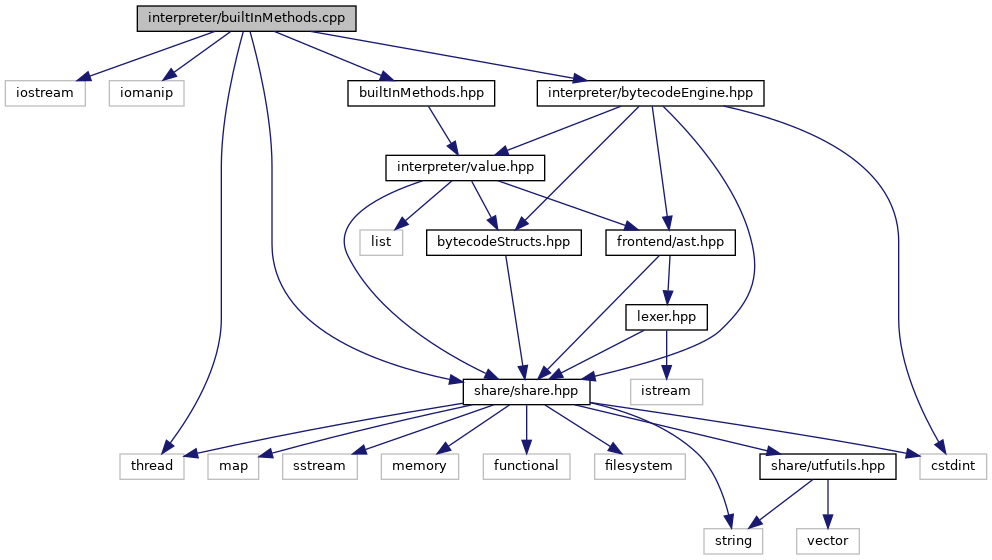 interpreter/builtInMethods.cpp
iostream
iomanip
builtInMethods.hpp
interpreter/bytecodeEngine.hpp
interpreter/value.hpp
list
bytecodeStructs.hpp
frontend/ast.hpp
lexer.hpp
share/share.hpp
istream
thread
map
sstream
memory
functional
filesystem
share/utfutils.hpp
cstdint
string
vector